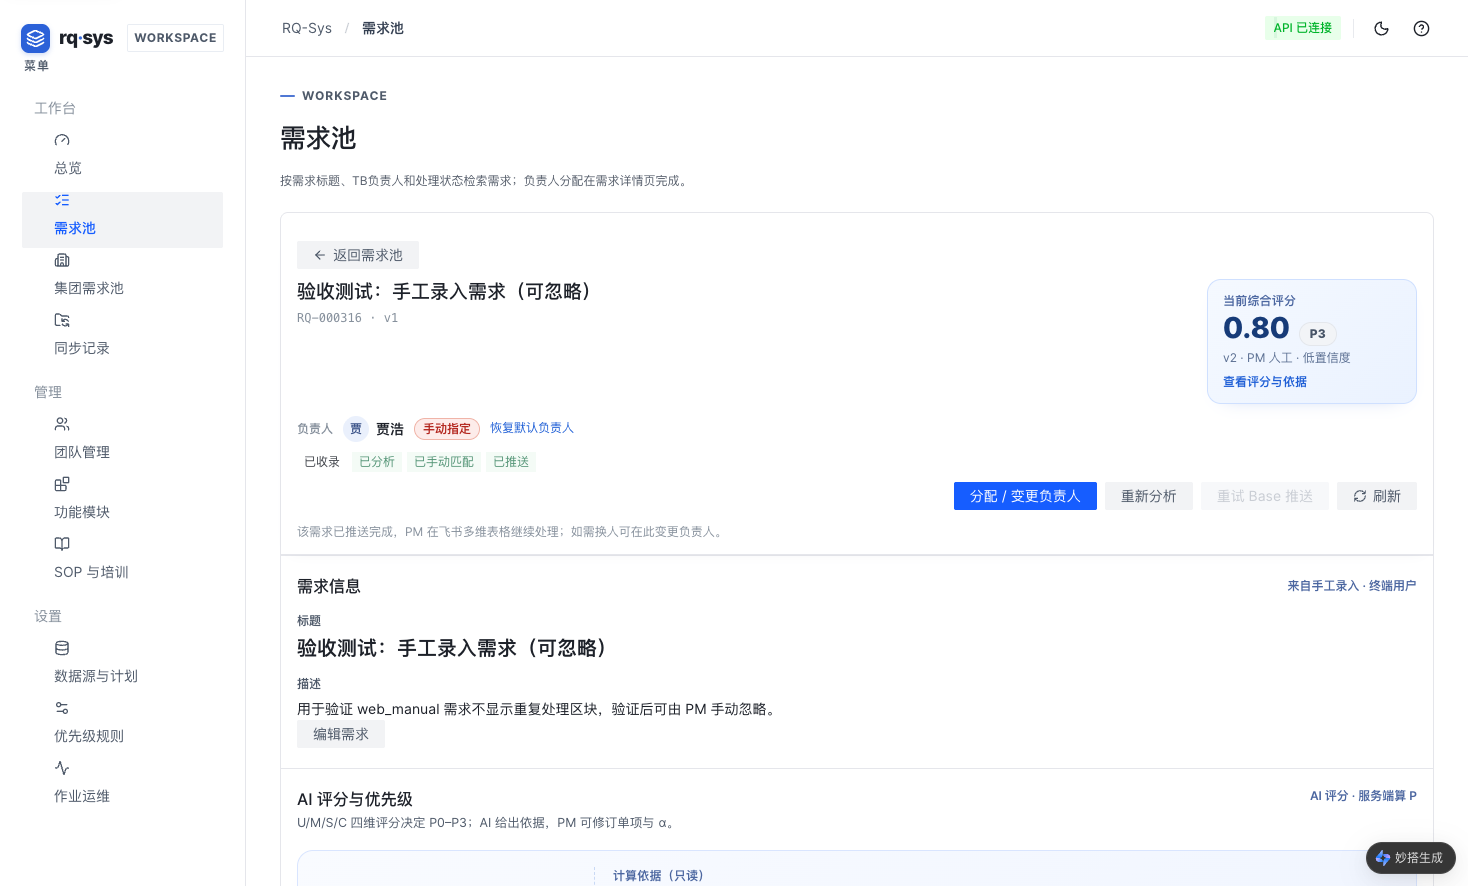 rq·sys WORKSPACE
菜单
工作台
总览
需求池
集团需求池
同步记录
管理
团队管理
功能模块
SOP 与培训
设置
数据源与计划
优先级规则
作业运维
RQ-Sys / 需求池
API 已连接
WORKSPACE
需求池
按需求标题、TB负责人和处理状态检索需求；负责人分配在需求详情页完成。
返回需求池
验收测试：手工录入需求（可忽略）
RQ-000316 · v1
当前综合评分
0.80 P3
v2 · PM 人工 · 低置信度
查看评分与依据
负责人 贾 贾浩 手动指定 恢复默认负责人
已收录 已分析 已手动匹配 已推送
分配 / 变更负责人 重新分析 重试 Base 推送 刷新
该需求已推送完成，PM 在飞书多维表格继续处理；如需换人可在此变更负责人。
需求信息
来自手工录入 · 终端用户
标题
验收测试：手工录入需求（可忽略）
描述
用于验证 web_manual 需求不显示重复处理区块，验证后可由 PM 手动忽略。
编辑需求
AI 评分与优先级
AI 评分 · 服务端算 P
U/M/S/C 四维评分决定 P0–P3；AI 给出依据，PM 可修订单项与 α。
计算依据（只读）
妙搭生成